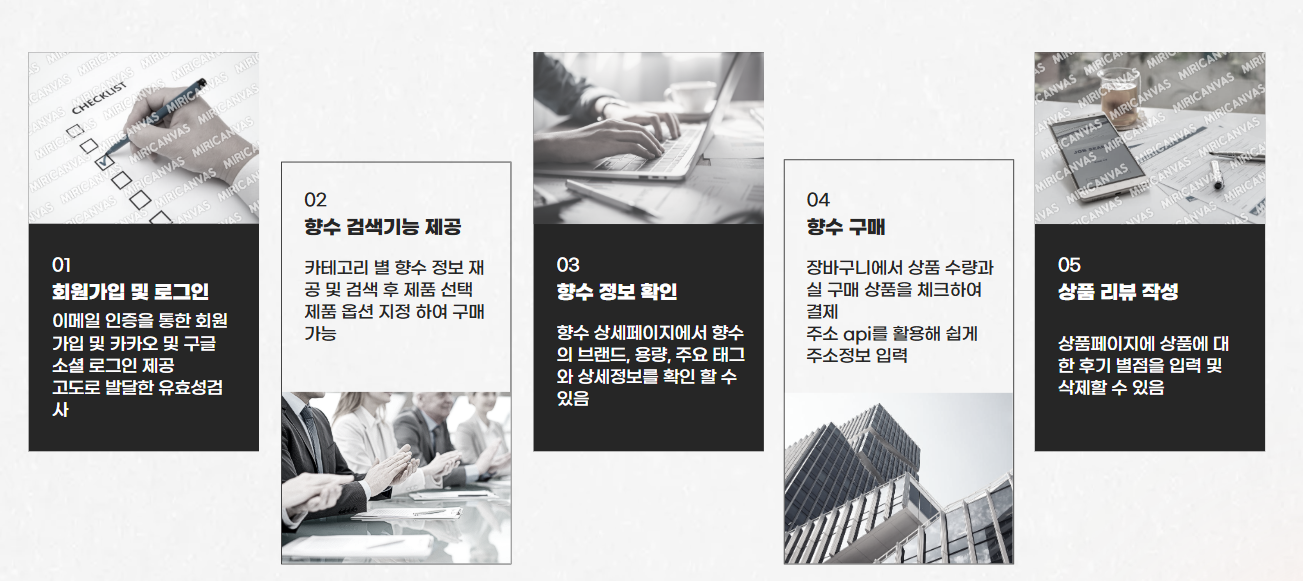 CHECKLIST
01
회원가입 및 로그인
이메일 인증을 통한 회원
가입 및 카카오 및 구글
소셜 로그인 제공
고도로 발달한 유효성검
사
02
향수 검색기능 제공
카테고리 별 향수 정보 재
공 및 검색 후 제품 선택
제품 옵션 지정 하여 구매
가능
03
향수 정보 확인
향수 상세페이지에서 향수
의 브랜드, 용량, 주요 태그
와 상세정보를 확인 할 수
있음
04
향수 구매
장바구니에서 상품 수량과
실 구매 상품을 체크하여
결제
주소 api를 활용해 쉽게
주소정보 입력
MIRICANVAS
05
상품 리뷰 작성
상품페이지에 상품에 대
한 후기 별점을 입력 및
삭제할 수 있음